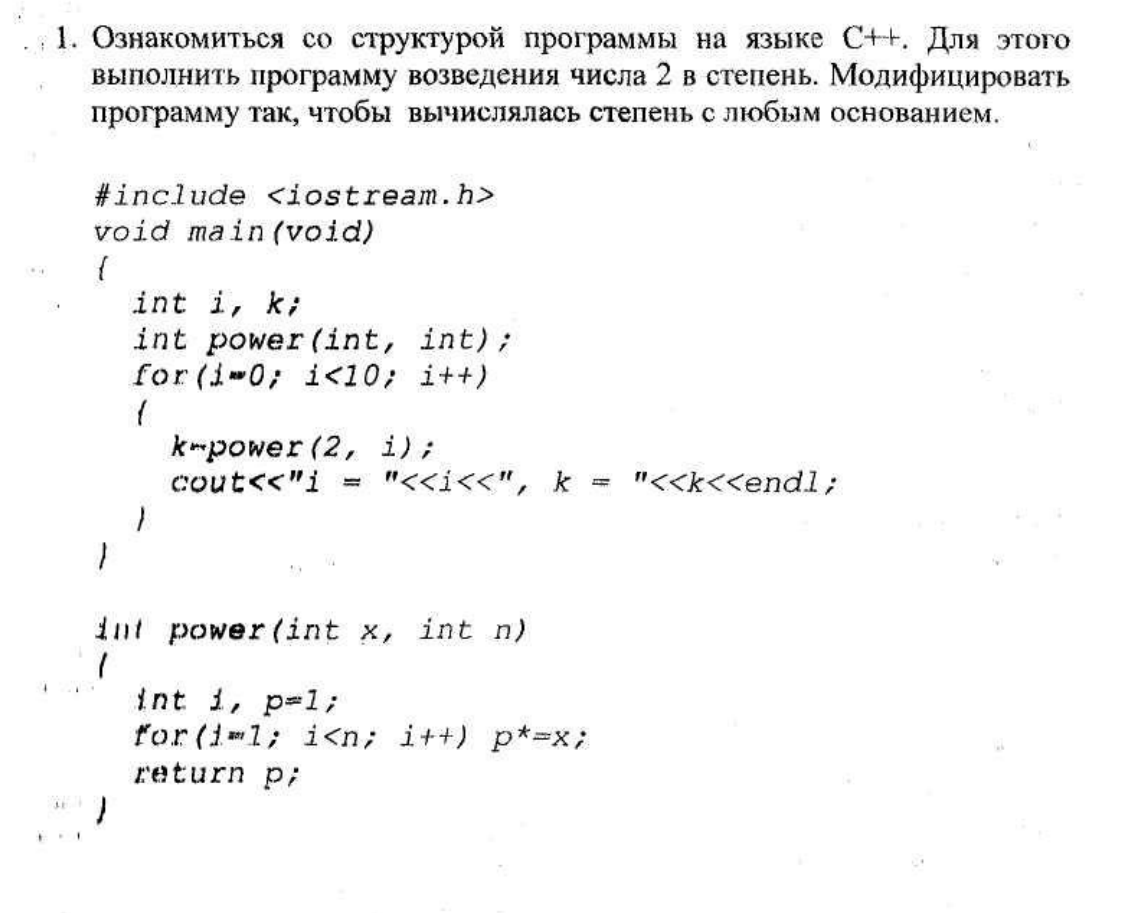 1. Ознакомиться со структурой программы на языке С++. Для этого
выполнить программу возведения числа 2 в степень. Модифицировать
программу так, чтобы вычислялась степень с любым основанием.
#include <iostream.h>
void main(void)
{
int i, k;
int power(int, int);
for(i=0; i<10; i++)
{
k=power(2, i);
cout<<"i = "<<i<<", k = "<<k<<endl;
}
}
int power(int x, int n)
{
int i, p=1;
for(i=1; i<n; i++) p*=x;
return p;
}